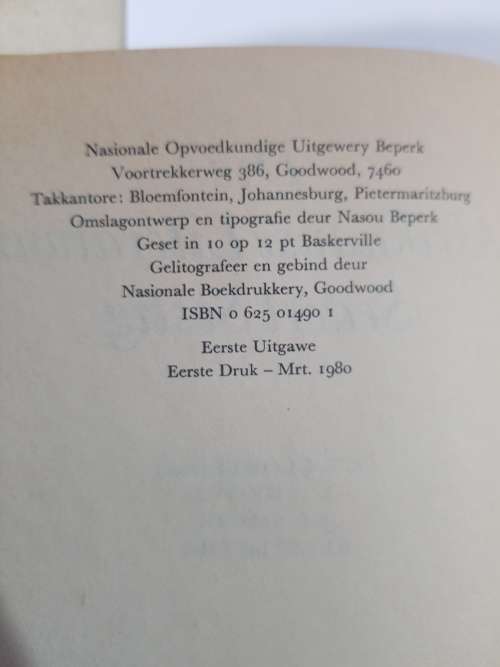 Nasionale Opvoedkundige Uitgewery Beperk
Voortrekkerweg 386, Goodwood, 7460
Takkantore: Bloemfontein, Johannesburg, Pietermaritzburg
Omslagontwerp en tipografie deur Nasou Beperk
Geset in 10 op 12 pt Baskerville
Gelitografeer en gebind deur
Nasionale Boekdrukkery, Goodwood
ISBN 0 625 01490 1
Eerste Uitgawe
Eerste Druk – Mrt. 1980